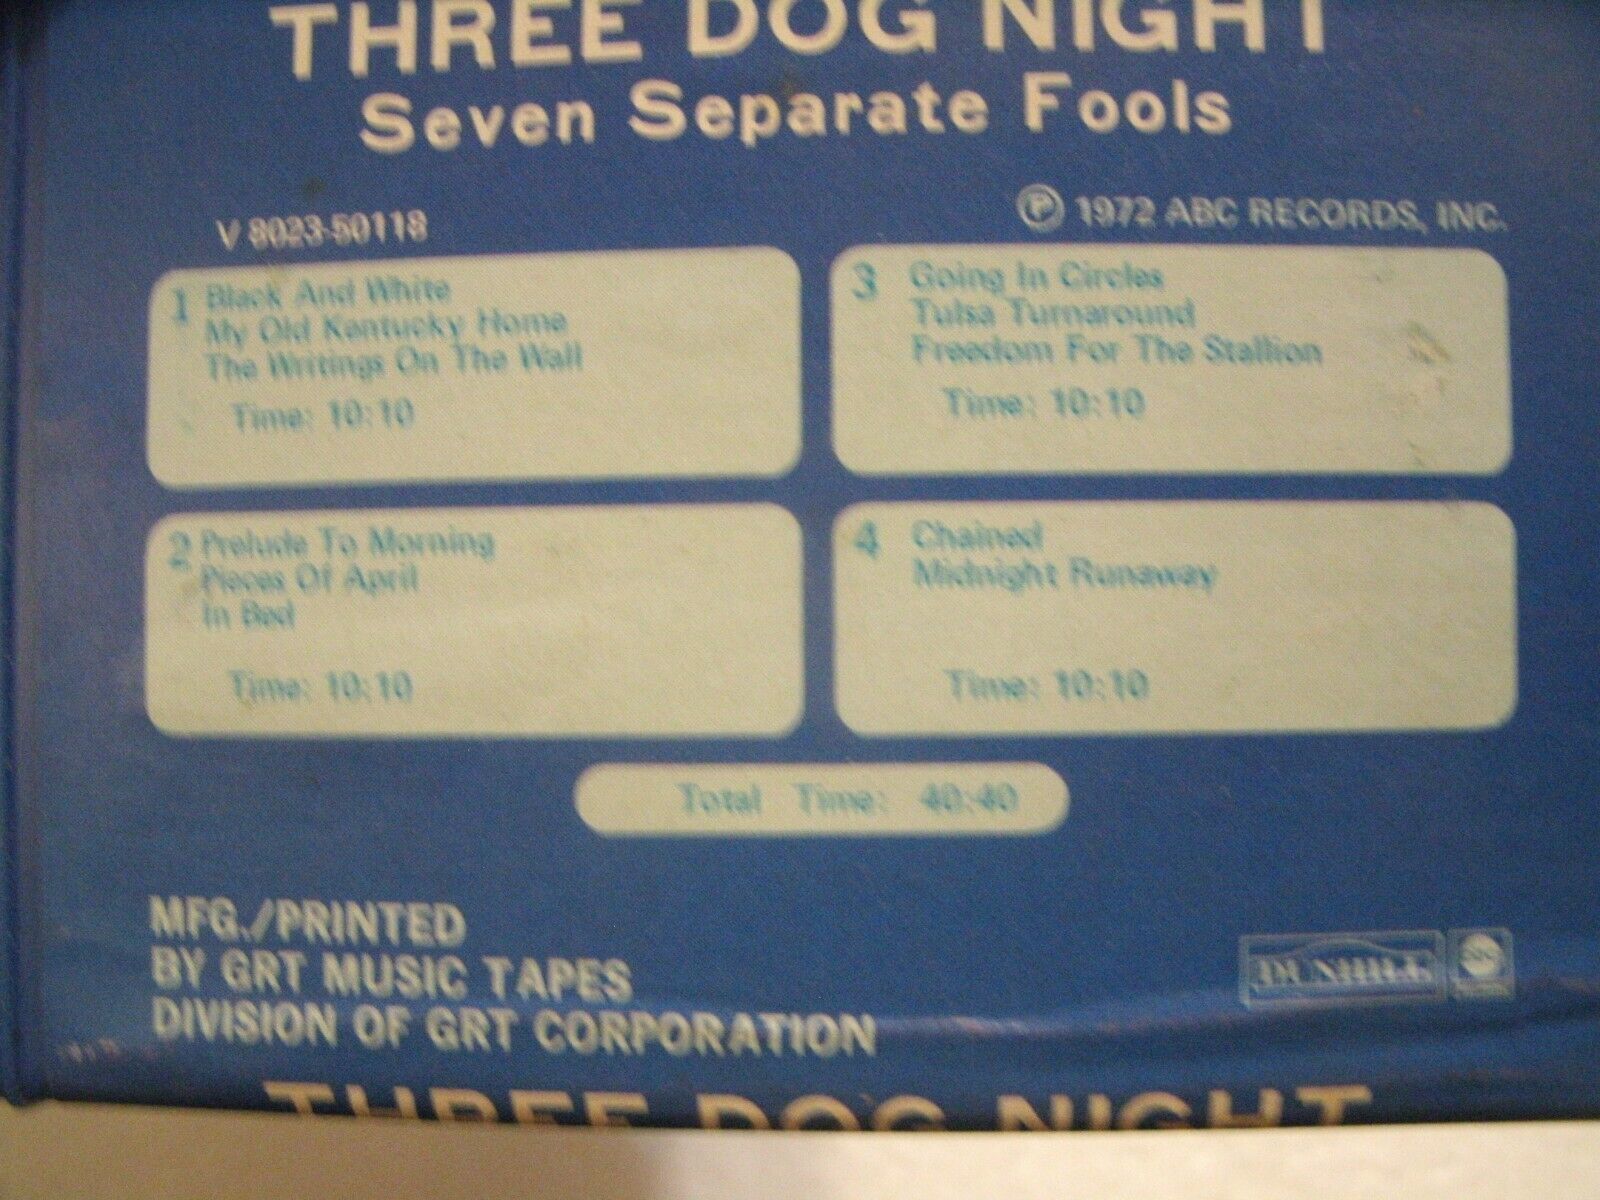 THREE DOG NIGHT
Seven Separate Fools
V 8023-50118
Ⓟ 1972 ABC RECORDS, INC.
1 Black And White
My Old Kentucky Home
The Writings On The Wall
Time: 10:10
2 Prelude To Morning
Pieces Of April
In Bed
Time: 10:10
3 Going In Circles
Tulsa Turnaround
Freedom For The Stallion
Time: 10:10
4 Chained
Midnight Runaway
Time: 10:10
Total Time: 40:40
MFG./PRINTED
BY GRT MUSIC TAPES
DIVISION OF GRT CORPORATION
DUNHILL
THREE DOG NIGHT